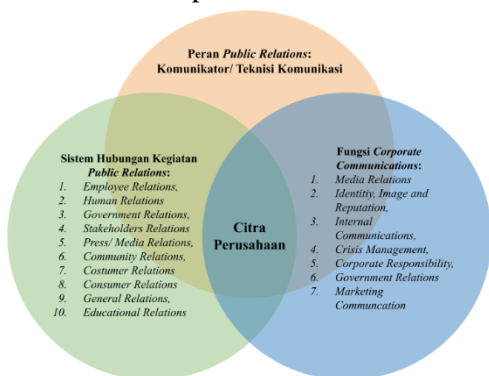 Peran Public Relations:
Komunikator/ Teknisi Komunikasi
Sistem Hubungan Kegiatan
Public Relations:
1. Employee Relations,
2. Human Relations
3. Government Relations,
4. Stakeholders Relations
5. Press/ Media Relations,
6. Community Relations,
7. Costumer Relations
8. Consumer Relations
9. General Relations,
10. Educational Relations
Citra
Perusahaan
Fungsi Corporate
Communications:
1. Media Relations
2. Identitiy, Image and
Reputation,
3. Internal
Communications,
4. Crisis Management,
5. Corporate Responsibility,
6. Government Relations
7. Marketing
Communcation